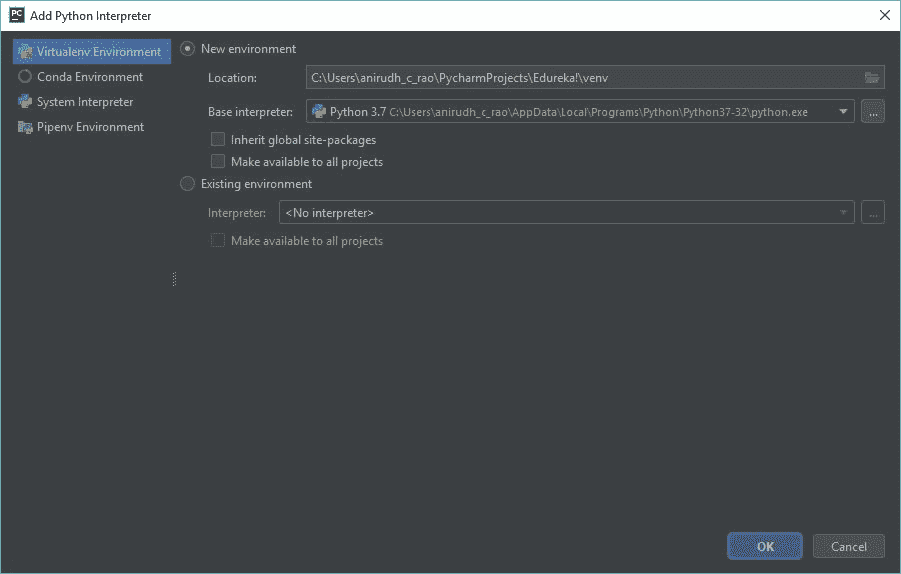 PC Add Python Interpreter
Virtualenv Environment
Conda Environment
System Interpreter
Pipenv Environment
New environment
Location: C:\Users\anirudh_c_rao\PycharmProjects\Edureka!\venv
Base interpreter: Python 3.7 C:\Users\anirudh_c_rao\AppData\Local\Programs\Python\Python37-32\python.exe ...
Inherit global site-packages
Make available to all projects
Existing environment
Interpreter: <No interpreter> ...
Make available to all projects
OK Cancel